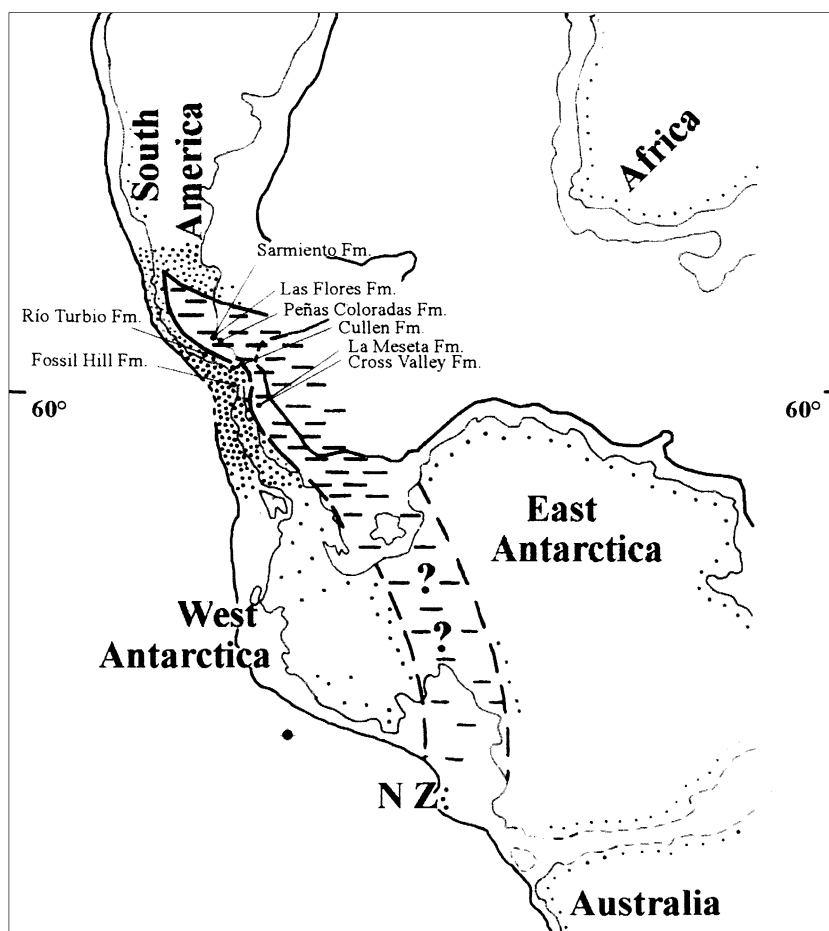 South
America
Africa
Sarmiento Fm.
Las Flores Fm.
Peñas Coloradas Fm.
Río Turbio Fm.
Cullen Fm.
La Meseta Fm.
Fossil Hill Fm.
Cross Valley Fm.
60°
60°
East
Antarctica
?
West
Antarctica
?
N Z
Australia